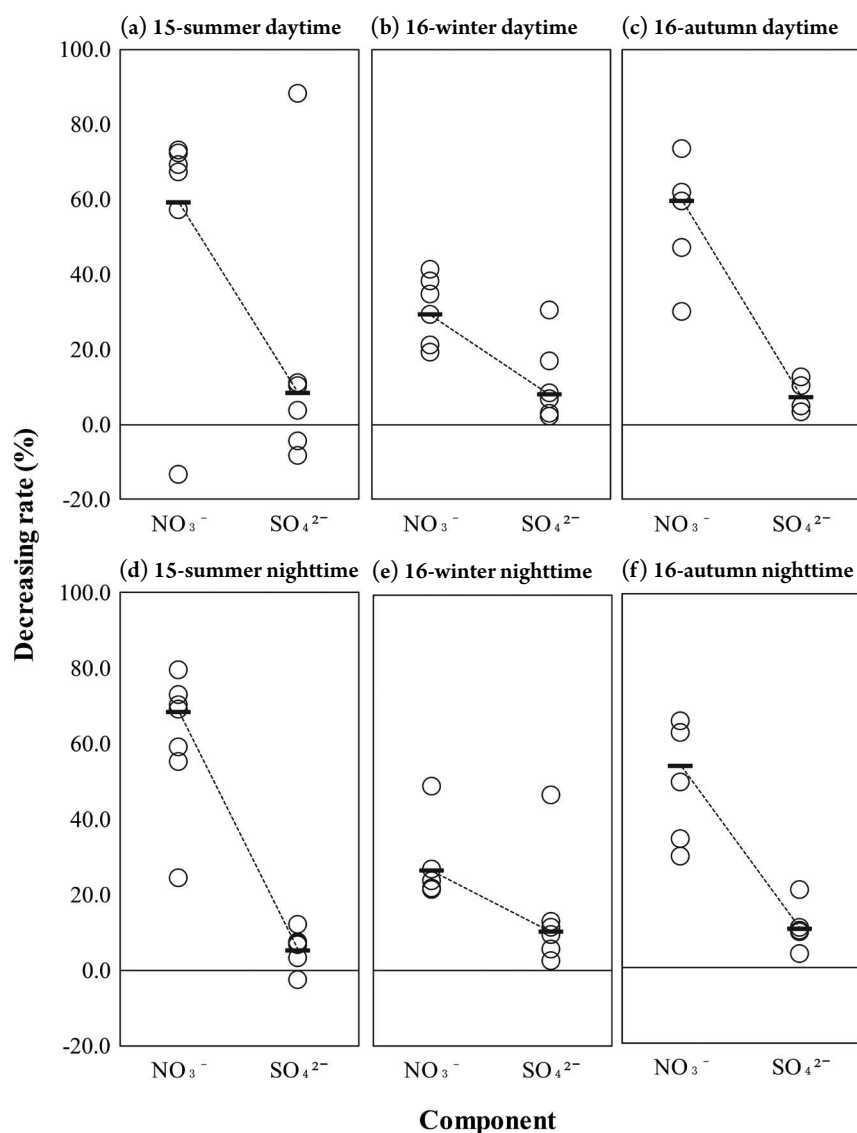 (a) 15-summer daytime
(b) 16-winter daytime
(c) 16-autumn daytime
100.0
80.0
60.0
40.0
20.0
0.0
-20.0
NO₃⁻
SO₄²⁻
NO₃⁻
SO₄²⁻
NO₃⁻
SO₄²⁻
Decreasing rate (%)
(d) 15-summer nighttime
(e) 16-winter nighttime
(f) 16-autumn nighttime
100.0
80.0
60.0
40.0
20.0
0.0
-20.0
NO₃⁻
SO₄²⁻
NO₃⁻
SO₄²⁻
NO₃⁻
SO₄²⁻
Component